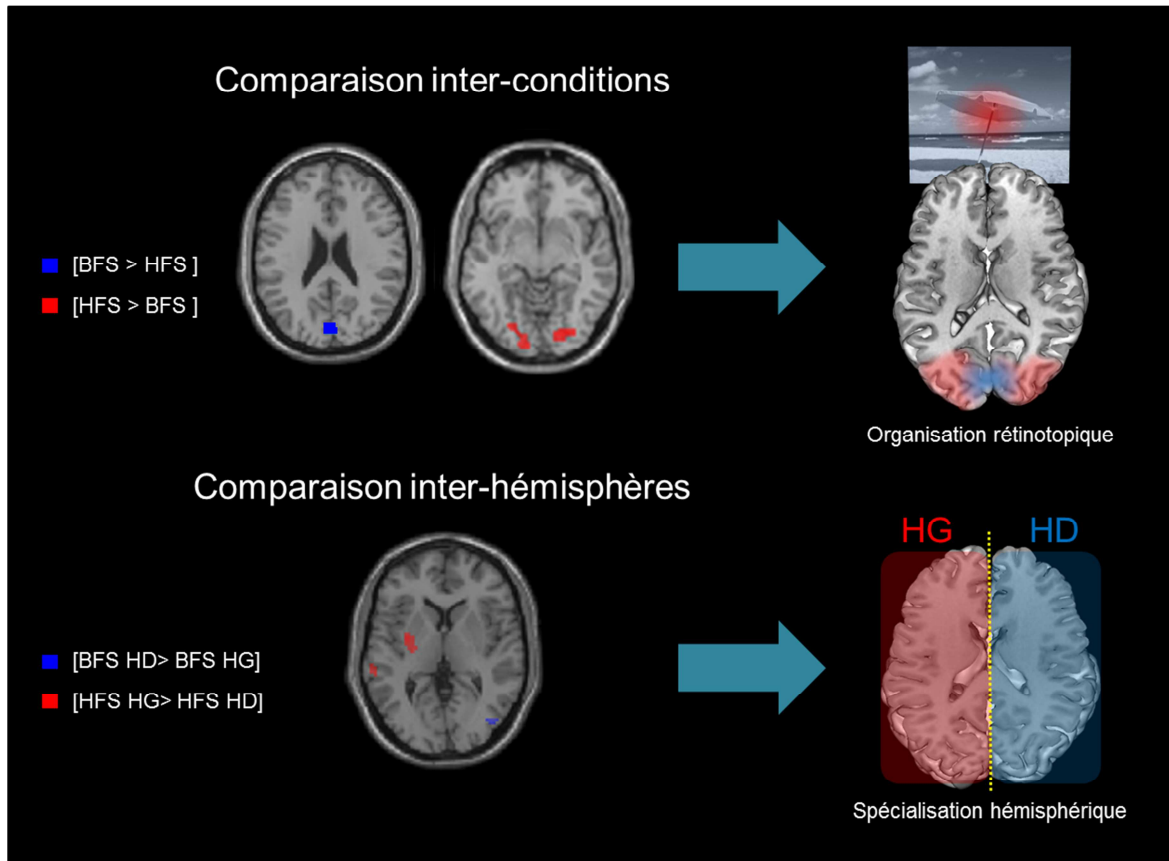 Comparaison inter-conditions
[BFS > HFS ]
[HFS > BFS ]
Organisation rétinotopique
Comparaison inter-hémisphères
[BFS HD> BFS HG]
[HFS HG> HFS HD]
HG HD
Spécialisation hémisphérique